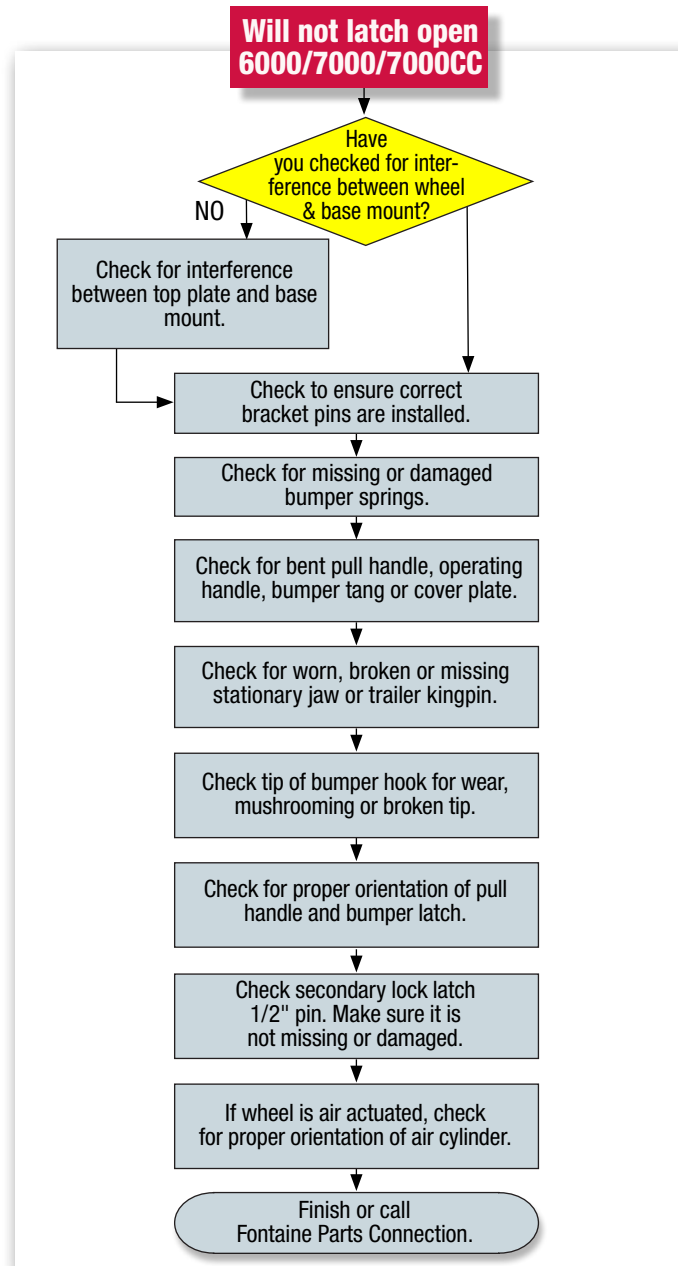 Will not latch open
6000/7000/7000CC
Have
you checked for inter-
ference between wheel
& base mount?
NO
Check for interference
between top plate and base
mount.
Check to ensure correct
bracket pins are installed.
Check for missing or damaged
bumper springs.
Check for bent pull handle, operating
handle, bumper tang or cover plate.
Check for worn, broken or missing
stationary jaw or trailer kingpin.
Check tip of bumper hook for wear,
mushrooming or broken tip.
Check for proper orientation of pull
handle and bumper latch.
Check secondary lock latch
1/2" pin. Make sure it is
not missing or damaged.
If wheel is air actuated, check
for proper orientation of air cylinder.
Finish or call
Fontaine Parts Connection.